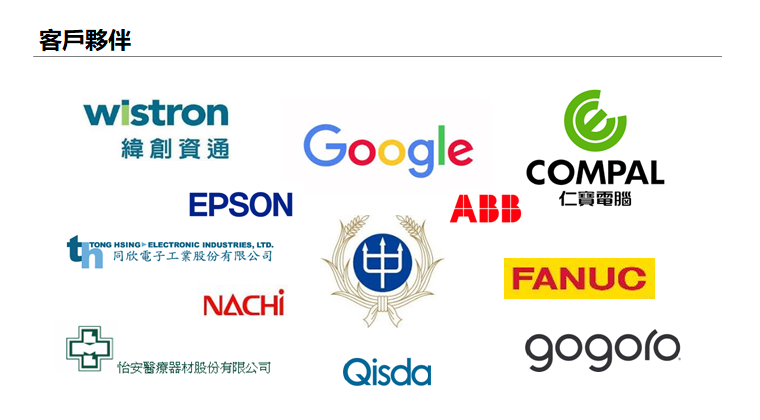 客戶夥伴
wistron
緯創資通
Google
COMPAL
仁寶電腦
EPSON
ABB
th TONG HSING ELECTRONIC INDUSTRIES, LTD.
同欣電子工業股份有限公司
FANUC
NACHi
gogoro
怡安醫療器材股份有限公司
Qisda